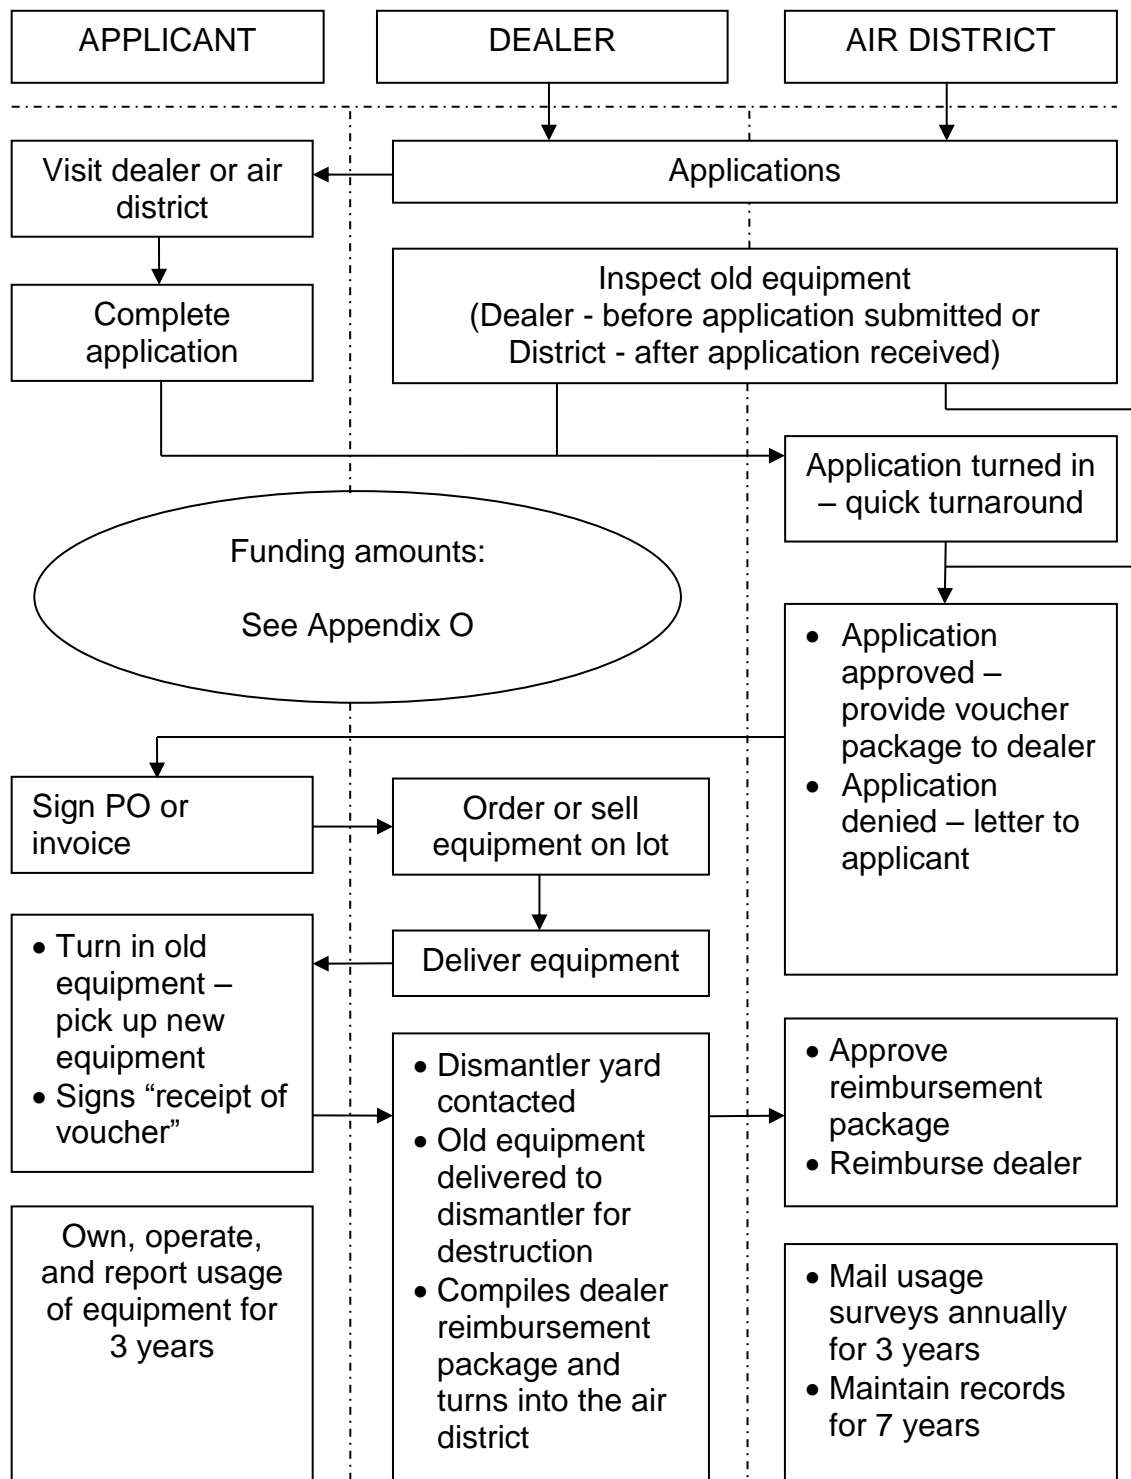 APPLICANT
DEALER
AIR DISTRICT
Visit dealer or air
district
Applications
Complete
application
Inspect old equipment
(Dealer - before application submitted or
District - after application received)
Application turned in
– quick turnaround
Funding amounts:
See Appendix O
• Application
approved –
provide voucher
package to dealer
• Application
denied – letter to
applicant
Sign PO or
invoice
Order or sell
equipment on lot
• Turn in old
equipment –
pick up new
equipment
• Signs “receipt of
voucher”
Deliver equipment
• Dismantler yard
contacted
• Old equipment
delivered to
dismantler for
destruction
• Compiles dealer
reimbursement
package and
turns into the air
district
• Approve
reimbursement
package
• Reimburse dealer
Own, operate,
and report usage
of equipment for
3 years
• Mail usage
surveys annually
for 3 years
• Maintain records
for 7 years